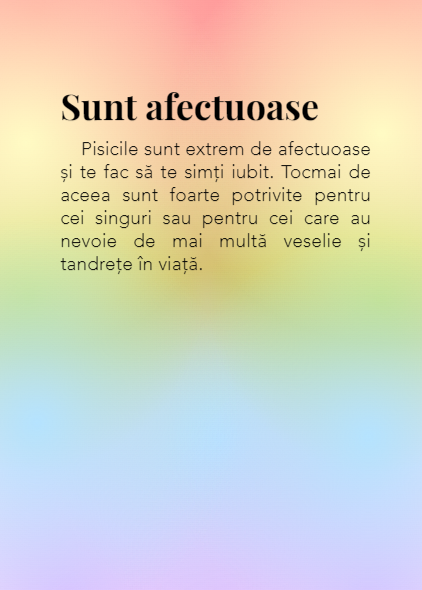 Sunt afectuoase
Pisicile sunt extrem de afectuoase
și te fac să te simți iubit. Tocmai de
aceea sunt foarte potrivite pentru
cei singuri sau pentru cei care au
nevoie de mai multă veselie și
tandrețe în viață.